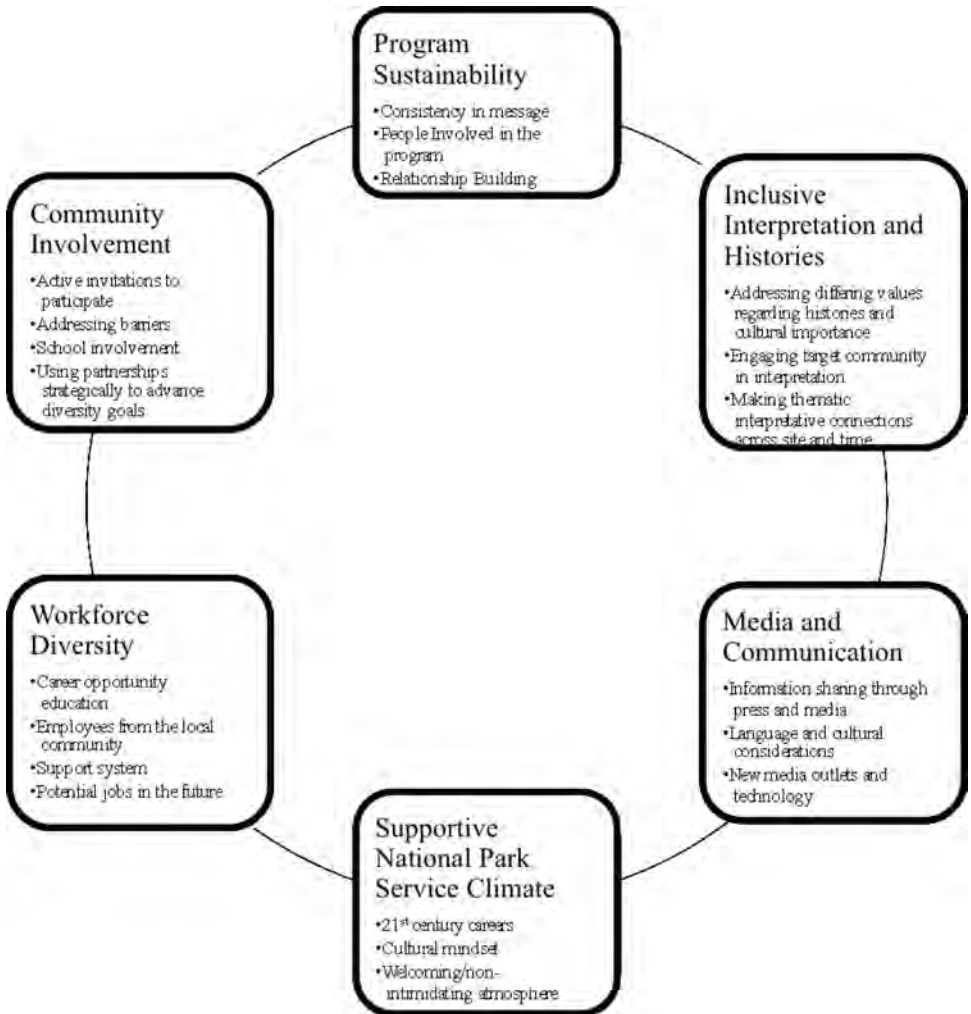 Program
Sustainability
•Consistency in message
•People Involved in the
program
•Relationship Building
Inclusive
Interpretation and
Histories
•Addressing differing values
regarding histories and
cultural importance
•Engaging target community
in interpretation
•Making thematic
interpretative connections
across site and time
Media and
Communication
•Information sharing through
press and media
•Language and cultural
considerations
•New media outlets and
technology
Supportive
National Park
Service Climate
•21st century careers
•Cultural mindset
•Welcoming/non-
intimidating atmosphere
Workforce
Diversity
•Career opportunity
education
•Employees from the local
community
•Support system
•Potential jobs in the future
Community
Involvement
•Active invitations to
participate
•Addressing barriers
•School involvement
•Using partnerships
strategically to advance
diversity goals